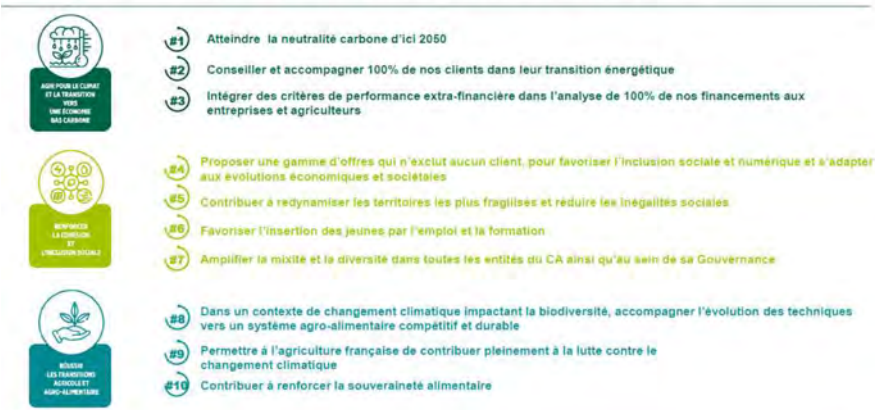 AGIR POUR LE CLIMAT
ET LA TRANSITION
VERS
UNE ÉCONOMIE
BAS CARBONE
#1 Atteindre la neutralité carbone d'ici 2050
#2 Conseiller et accompagner 100% de nos clients dans leur transition énergétique
#3 Intégrer des critères de performance extra-financière dans l'analyse de 100% de nos financements aux
entreprises et agriculteurs
RENFORCER
LA COHESION
ET
L'INCLUSION SOCIALE
#4 Proposer une gamme d'offres qui n'exclut aucun client, pour favoriser l'inclusion sociale et numérique et s'adapter
aux évolutions économiques et sociétales
#5 Contribuer à redynamiser les territoires les plus fragilisés et réduire les inégalités sociales
#6 Favoriser l'insertion des jeunes par l'emploi et la formation
#7 Amplifier la mixité et la diversité dans toutes les entités du CA ainsi qu'au sein de sa Gouvernance
RÉUSSIR
LES TRANSITIONS
AGRICOLE ET
AGRO-ALIMENTAIRE
#8 Dans un contexte de changement climatique impactant la biodiversité, accompagner l'évolution des techniques
vers un système agro-alimentaire compétitif et durable
#9 Permettre à l'agriculture française de contribuer pleinement à la lutte contre le
changement climatique
#10 Contribuer à renforcer la souveraineté alimentaire